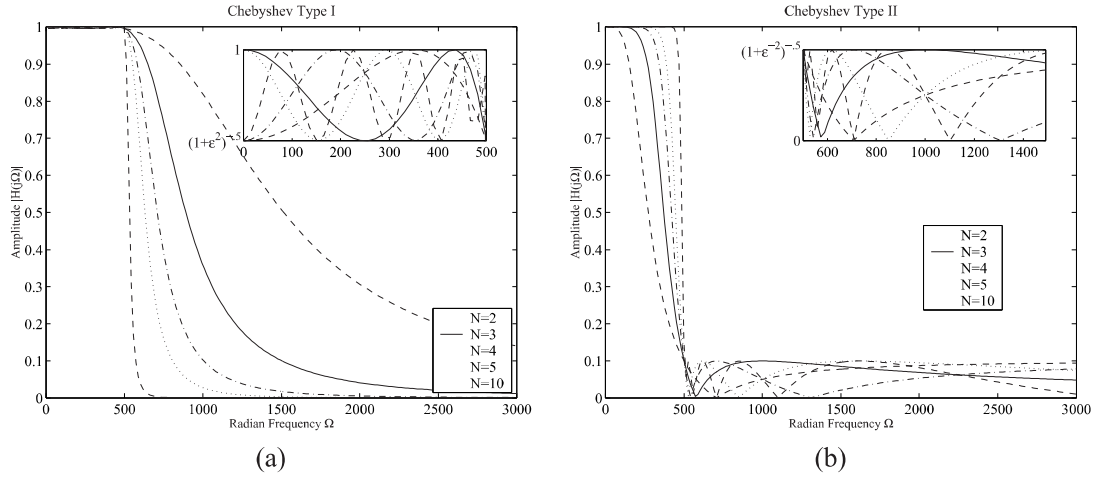 Chebyshev Type I
1
0.9
0.8
0.7
0.6
0.5
0.4
0.3
0.2
0.1
0
Amplitude |H(jΩ)|
1
(1+ε²)^-.5
0 100 200 300 400 500
N=2
N=3
N=4
N=5
N=10
0 500 1000 1500 2000 2500 3000
Radian Frequency Ω
(a)
Chebyshev Type II
1
0.9
0.8
0.7
0.6
0.5
0.4
0.3
0.2
0.1
0
Amplitude |H(jΩ)|
(1+ε^-2)^-.5
0
600 800 1000 1200 1400
N=2
N=3
N=4
N=5
N=10
0 500 1000 1500 2000 2500 3000
Radian Frequency Ω
(b)